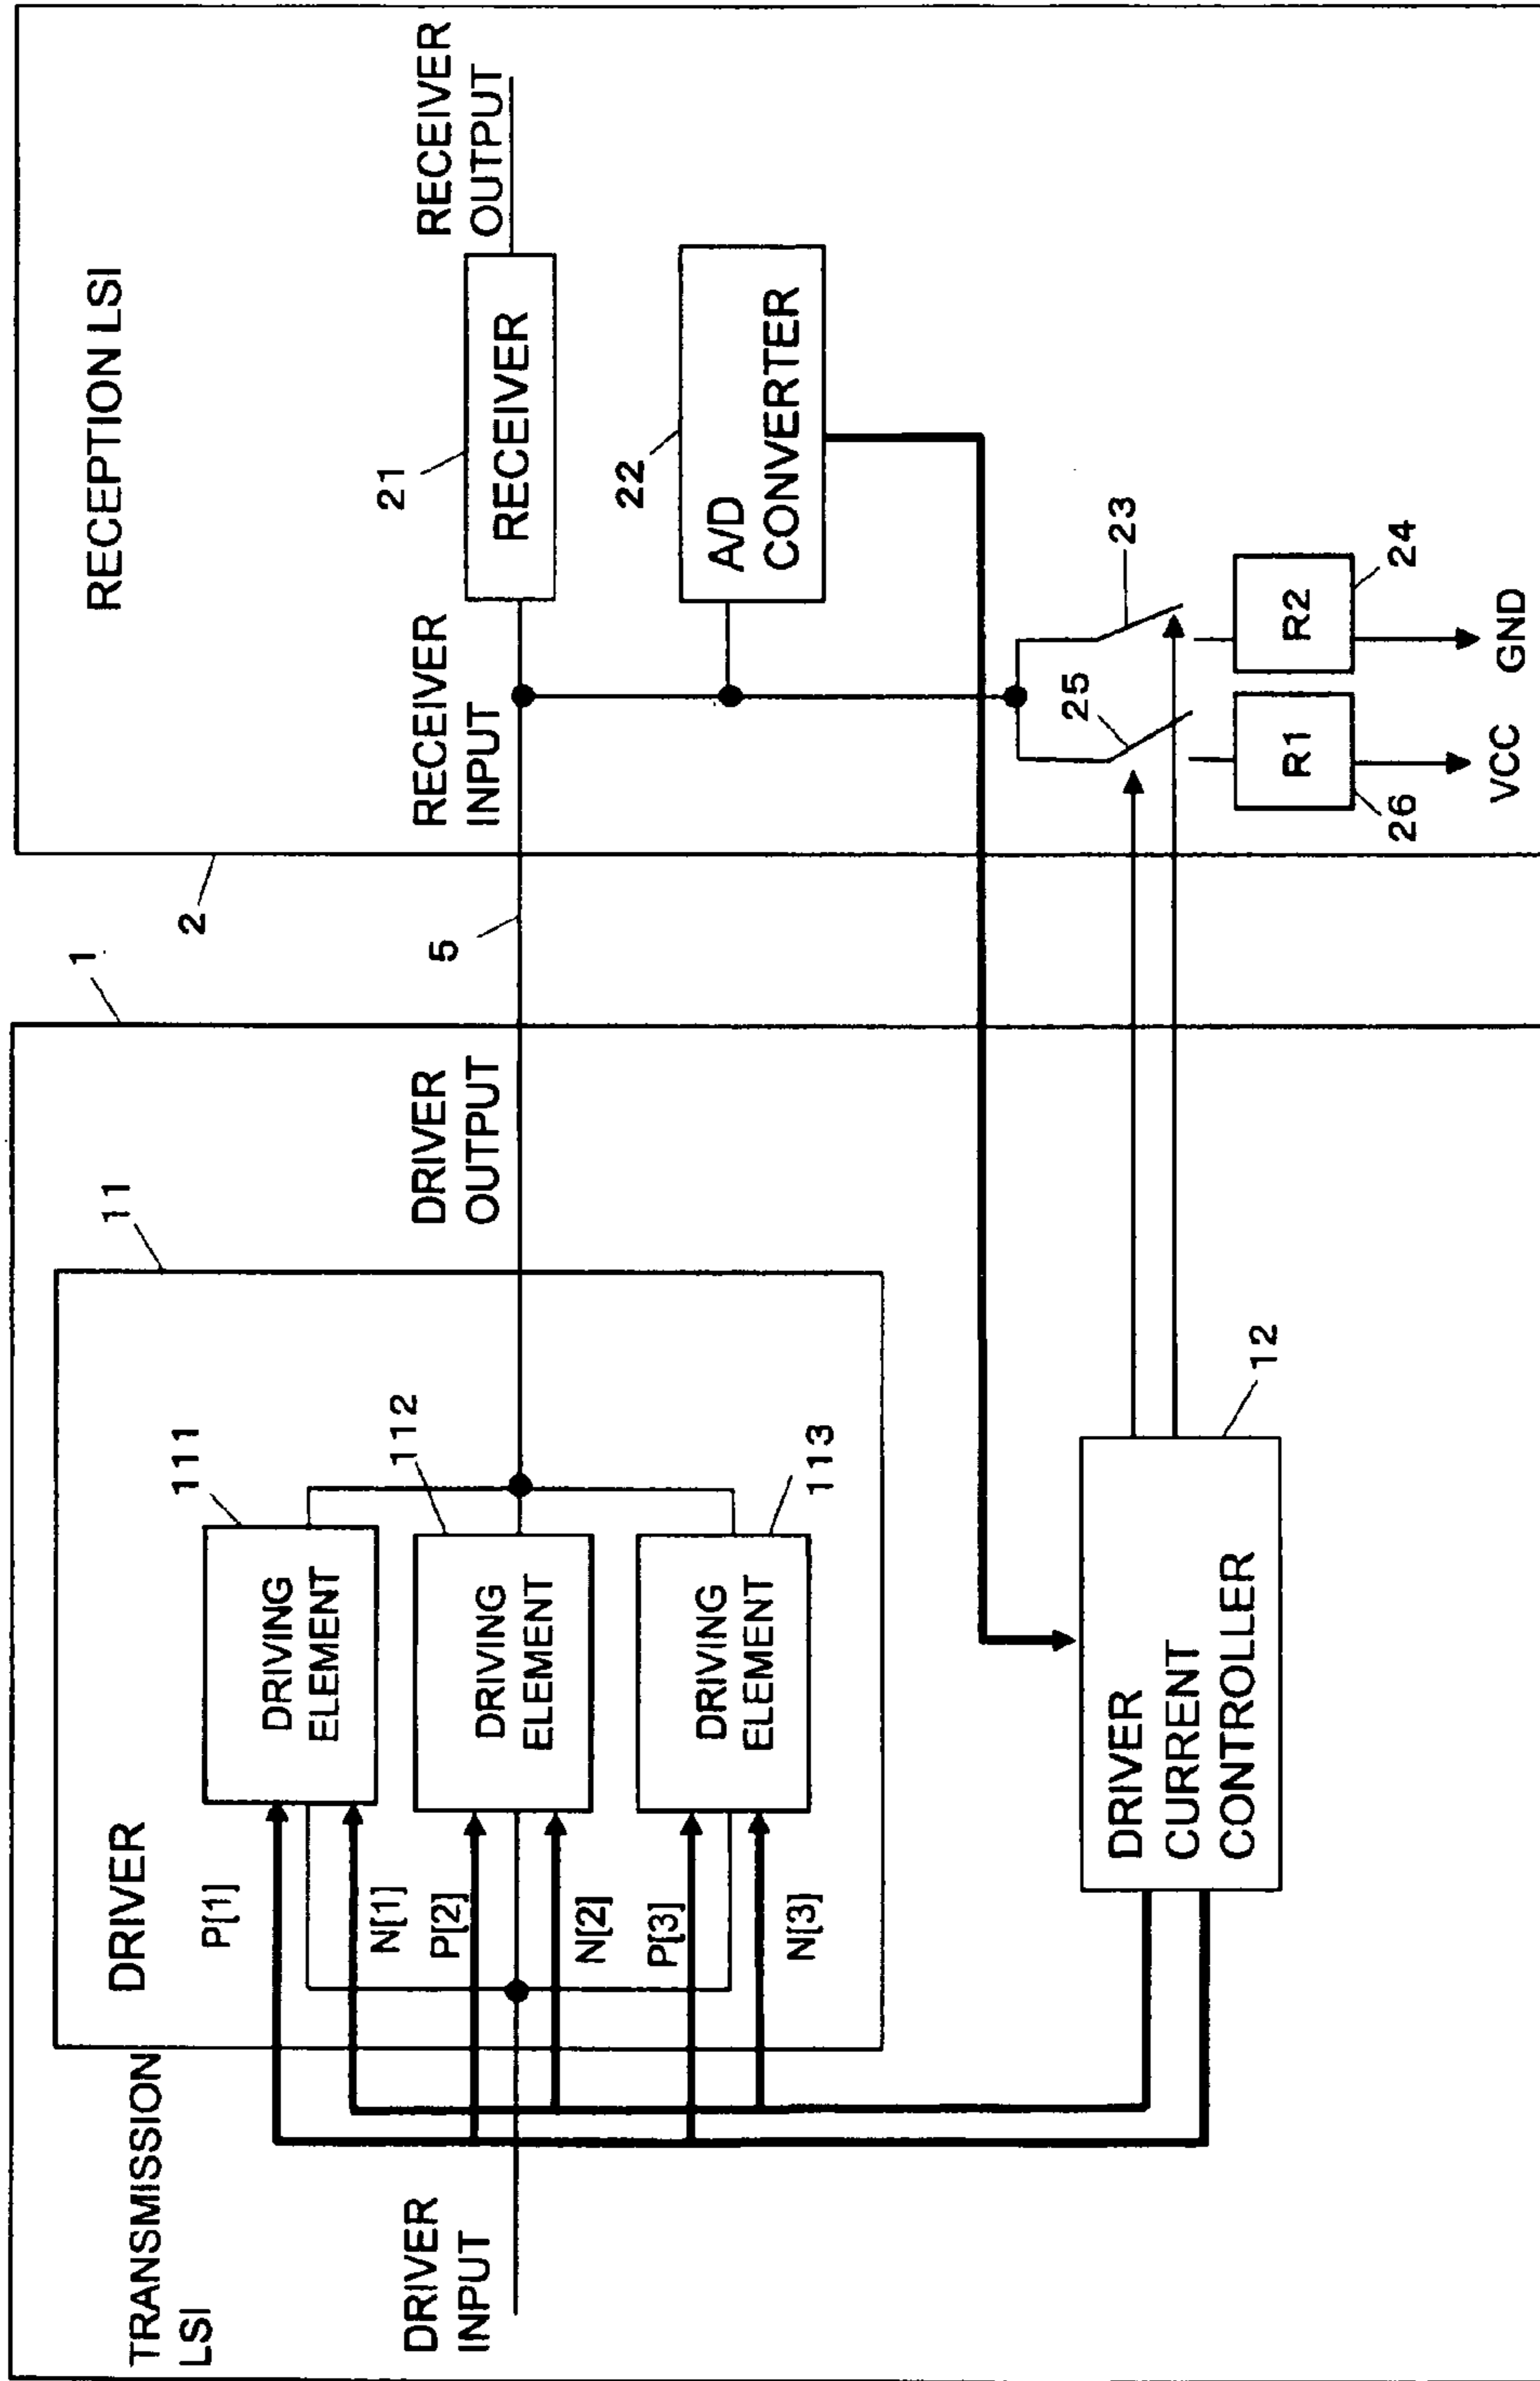 TRANSMISSION
LSI
1
DRIVER
11
DRIVER
INPUT
P[1]
N[1]
P[2]
N[2]
P[3]
N[3]
DRIVING
ELEMENT
111
DRIVING
ELEMENT
112
DRIVING
ELEMENT
113
DRIVER
OUTPUT
DRIVER
CURRENT
CONTROLLER
12
5
RECEPTION LSI
2
RECEIVER
INPUT
21
RECEIVER
RECEIVER
OUTPUT
22
A/D
CONVERTER
25
23
R1
R2
26
24
VCC
GND